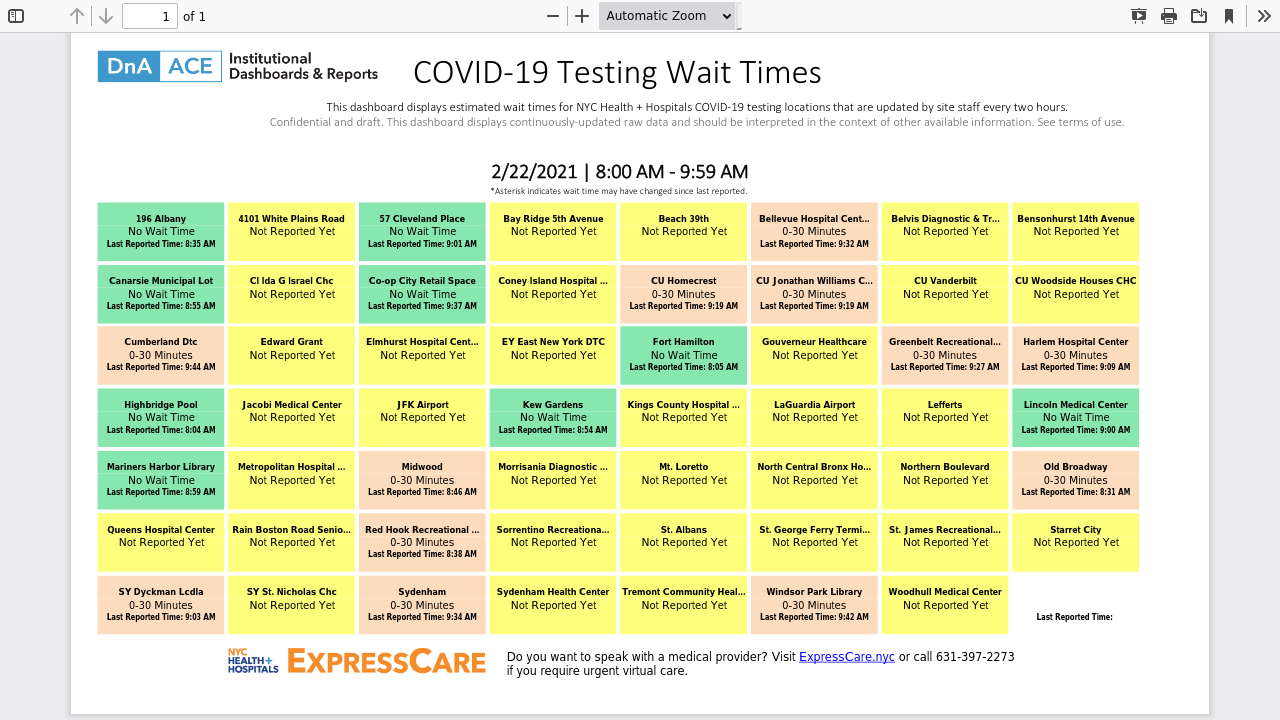 1 of 1 Automatic Zoom
DnA ACE Institutional
Dashboards & Reports
COVID-19 Testing Wait Times
This dashboard displays estimated wait times for NYC Health + Hospitals COVID-19 testing locations that are updated by site staff every two hours.
Confidential and draft. This dashboard displays continuously-updated raw data and should be interpreted in the context of other available information. See terms of use.
2/22/2021 | 8:00 AM - 9:59 AM
*Asterisk indicates wait time may have changed since last reported.
196 Albany
No Wait Time
Last Reported Time: 8:35 AM
4101 White Plains Road
Not Reported Yet
57 Cleveland Place
No Wait Time
Last Reported Time: 9:01 AM
Bay Ridge 5th Avenue
Not Reported Yet
Beach 39th
Not Reported Yet
Bellevue Hospital Cent...
0-30 Minutes
Last Reported Time: 9:32 AM
Belvis Diagnostic & Tr...
Not Reported Yet
Bensonhurst 14th Avenue
Not Reported Yet
Canarsie Municipal Lot
No Wait Time
Last Reported Time: 8:55 AM
Cl Ida G Israel Chc
Not Reported Yet
Co-op City Retail Space
No Wait Time
Last Reported Time: 9:37 AM
Coney Island Hospital ...
Not Reported Yet
CU Homecrest
0-30 Minutes
Last Reported Time: 9:19 AM
CU Jonathan Williams C...
0-30 Minutes
Last Reported Time: 9:19 AM
CU Vanderbilt
Not Reported Yet
CU Woodside Houses CHC
Not Reported Yet
Cumberland Dtc
0-30 Minutes
Last Reported Time: 9:44 AM
Edward Grant
Not Reported Yet
Elmhurst Hospital Cent...
Not Reported Yet
EY East New York DTC
Not Reported Yet
Fort Hamilton
No Wait Time
Last Reported Time: 8:05 AM
Gouverneur Healthcare
Not Reported Yet
Greenbelt Recreational...
0-30 Minutes
Last Reported Time: 9:27 AM
Harlem Hospital Center
0-30 Minutes
Last Reported Time: 9:09 AM
Highbridge Pool
No Wait Time
Last Reported Time: 8:04 AM
Jacobi Medical Center
Not Reported Yet
JFK Airport
Not Reported Yet
Kew Gardens
No Wait Time
Last Reported Time: 8:54 AM
Kings County Hospital ...
Not Reported Yet
LaGuardia Airport
Not Reported Yet
Lefferts
Not Reported Yet
Lincoln Medical Center
No Wait Time
Last Reported Time: 9:00 AM
Mariners Harbor Library
No Wait Time
Last Reported Time: 8:59 AM
Metropolitan Hospital ...
Not Reported Yet
Midwood
0-30 Minutes
Last Reported Time: 8:46 AM
Morrisania Diagnostic ...
Not Reported Yet
Mt. Loretto
Not Reported Yet
North Central Bronx Ho...
Not Reported Yet
Northern Boulevard
Not Reported Yet
Old Broadway
0-30 Minutes
Last Reported Time: 8:31 AM
Queens Hospital Center
Not Reported Yet
Rain Boston Road Senio...
Not Reported Yet
Red Hook Recreational ...
0-30 Minutes
Last Reported Time: 8:38 AM
Sorrentino Recreationa...
Not Reported Yet
St. Albans
Not Reported Yet
St. George Ferry Termi...
Not Reported Yet
St. James Recreational...
Not Reported Yet
Starret City
Not Reported Yet
SY Dyckman Lcdla
0-30 Minutes
Last Reported Time: 9:03 AM
SY St. Nicholas Chc
Not Reported Yet
Sydenham
0-30 Minutes
Last Reported Time: 9:34 AM
Sydenham Health Center
Not Reported Yet
Tremont Community Heal...
Not Reported Yet
Windsor Park Library
0-30 Minutes
Last Reported Time: 9:42 AM
Woodhull Medical Center
Not Reported Yet
Last Reported Time:
NYC
HEALTH+
HOSPITALS
EXPRESSCARE
Do you want to speak with a medical provider? Visit ExpressCare.nyc or call 631-397-2273
if you require urgent virtual care.